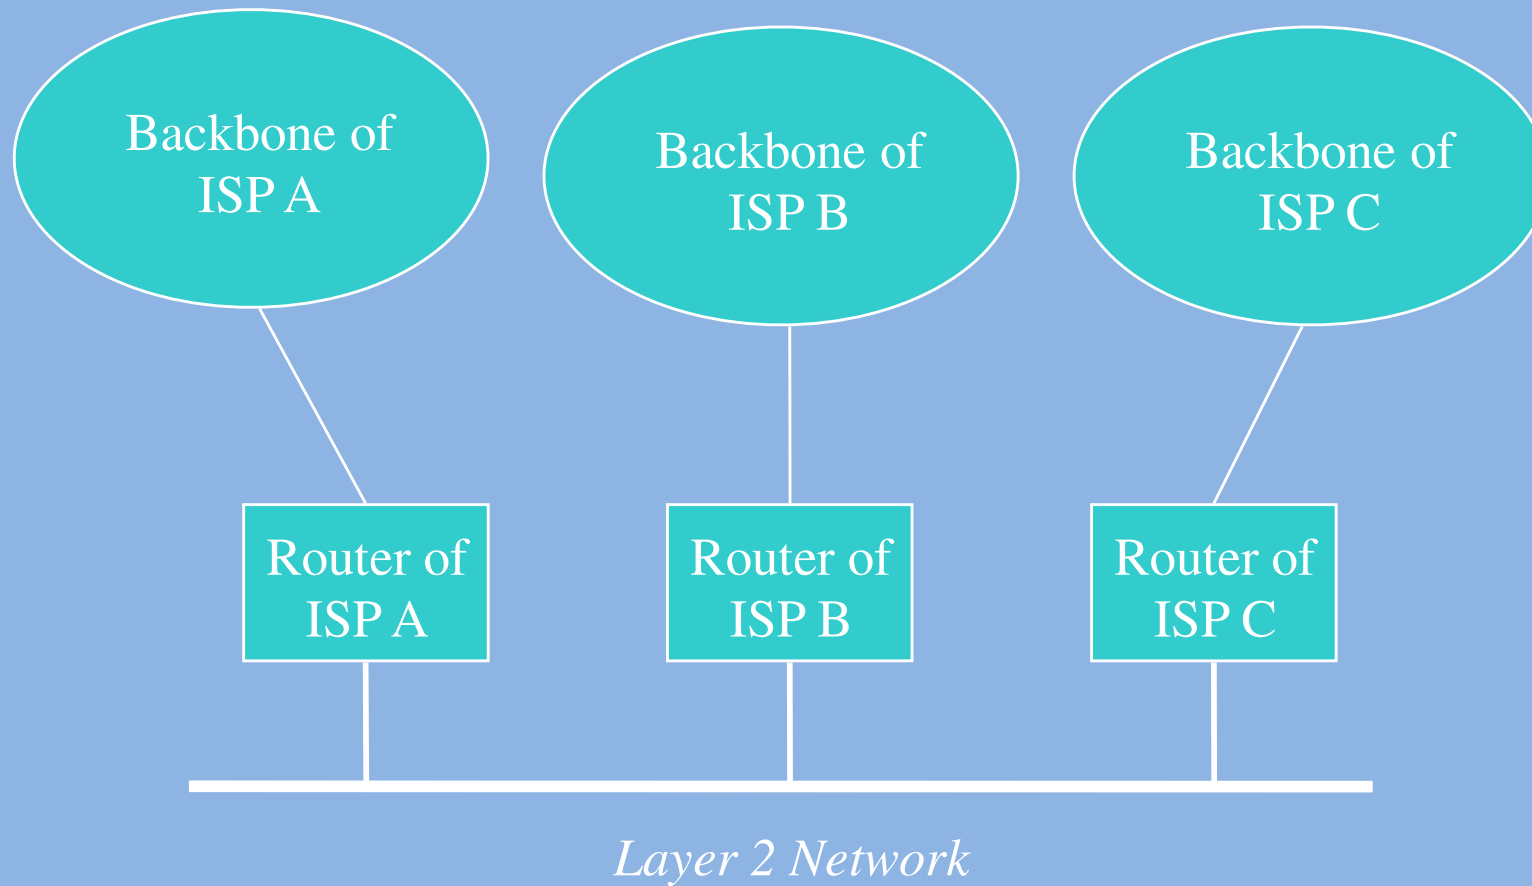 Backbone of
ISP A
Backbone of
ISP B
Backbone of
ISP C
Router of
ISP A
Router of
ISP B
Router of
ISP C
Layer 2 Network